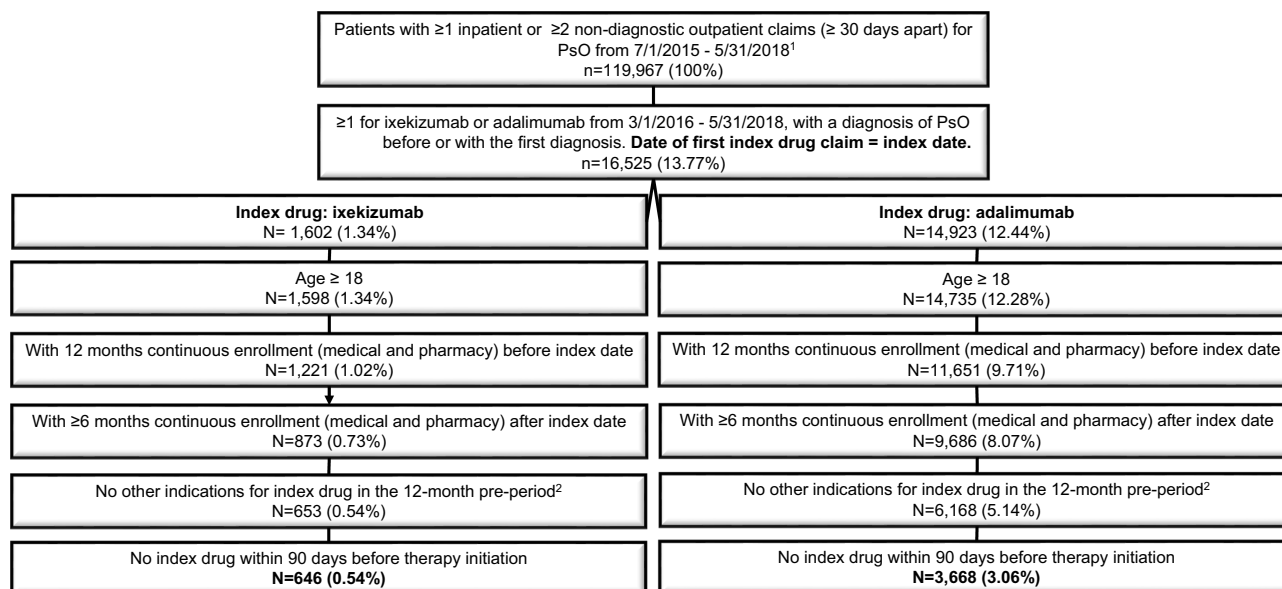 Patients with ≥1 inpatient or ≥2 non-diagnostic outpatient claims (≥ 30 days apart) for
PsO from 7/1/2015 - 5/31/2018¹
n=119,967 (100%)
≥1 for ixekizumab or adalimumab from 3/1/2016 - 5/31/2018, with a diagnosis of PsO
before or with the first diagnosis. Date of first index drug claim = index date.
n=16,525 (13.77%)
Index drug: ixekizumab
N= 1,602 (1.34%)
Age ≥ 18
N=1,598 (1.34%)
With 12 months continuous enrollment (medical and pharmacy) before index date
N=1,221 (1.02%)
With ≥6 months continuous enrollment (medical and pharmacy) after index date
N=873 (0.73%)
No other indications for index drug in the 12-month pre-period²
N=653 (0.54%)
No index drug within 90 days before therapy initiation
N=646 (0.54%)
Index drug: adalimumab
N=14,923 (12.44%)
Age ≥ 18
N=14,735 (12.28%)
With 12 months continuous enrollment (medical and pharmacy) before index date
N=11,651 (9.71%)
With ≥6 months continuous enrollment (medical and pharmacy) after index date
N=9,686 (8.07%)
No other indications for index drug in the 12-month pre-period²
N=6,168 (5.14%)
No index drug within 90 days before therapy initiation
N=3,668 (3.06%)